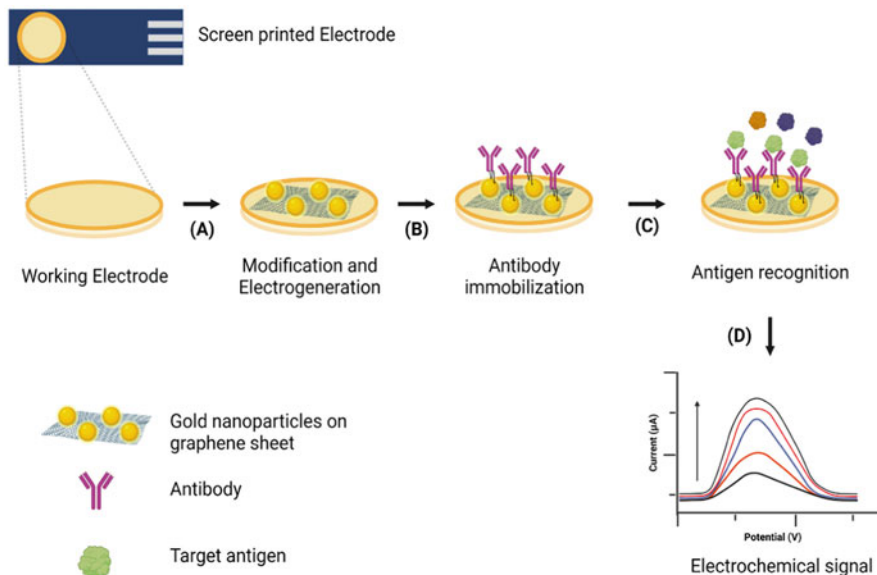 Screen printed Electrode
(A)
(B)
(C)
Working Electrode
Modification and
Electrogeneration
Antibody
immobilization
Antigen recognition
(D)
Gold nanoparticles on
graphene sheet
Antibody
Target antigen
Current (µA)
Potential (V)
Electrochemical signal